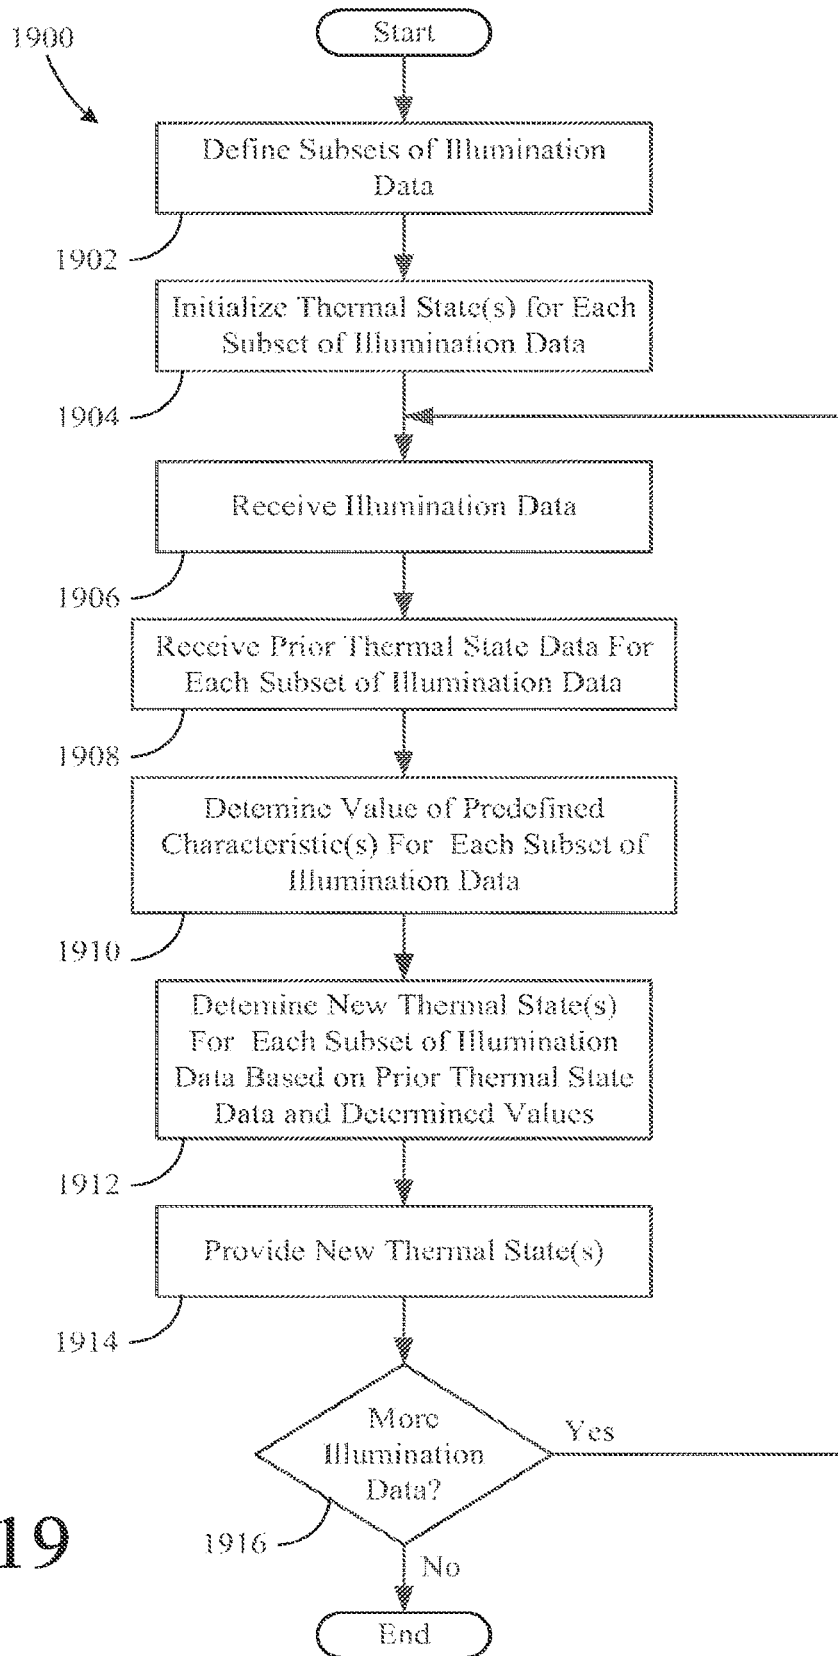 1900
Start
Define Subsets of Illumination
Data
1902
Initialize Thermal State(s) for Each
Subset of Illumination Data
1904
Receive Illumination Data
1906
Receive Prior Thermal State Data For
Each Subset of Illumination Data
1908
Detemine Value of Predefined
Characteristic(s) For Each Subset of
Illumination Data
1910
Detemine New Thermal State(s)
For Each Subset of Illumination
Data Based on Prior Thermal State
Data and Determined Values
1912
Provide New Thermal State(s)
1914
More
Illumination
Data?
Yes
1916
No
19
End